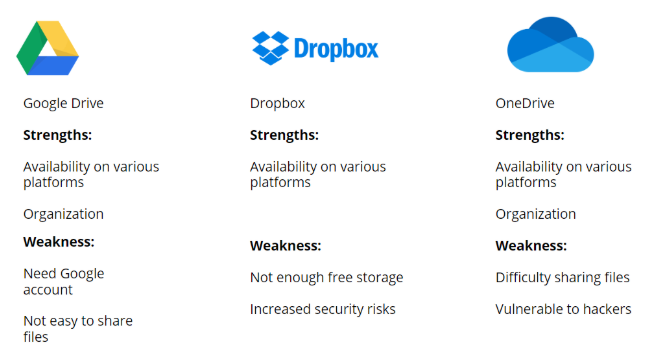 Dropbox
Google Drive
Strengths:
Availability on various
platforms
Organization
Weakness:
Need Google
account
Not easy to share
files
Dropbox
Strengths:
Availability on various
platforms
Weakness:
Not enough free storage
Increased security risks
OneDrive
Strengths:
Availability on various
platforms
Organization
Weakness:
Difficulty sharing files
Vulnerable to hackers